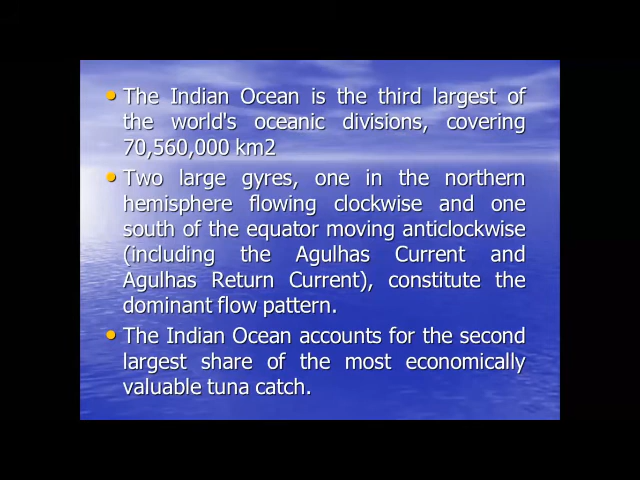 • The Indian Ocean is the third largest of
the world's oceanic divisions, covering
70,560,000 km2
• Two large gyres, one in the northern
hemisphere flowing clockwise and one
south of the equator moving anticlockwise
(including the Agulhas Current and
Agulhas Return Current), constitute the
dominant flow pattern.
• The Indian Ocean accounts for the second
largest share of the most economically
valuable tuna catch.